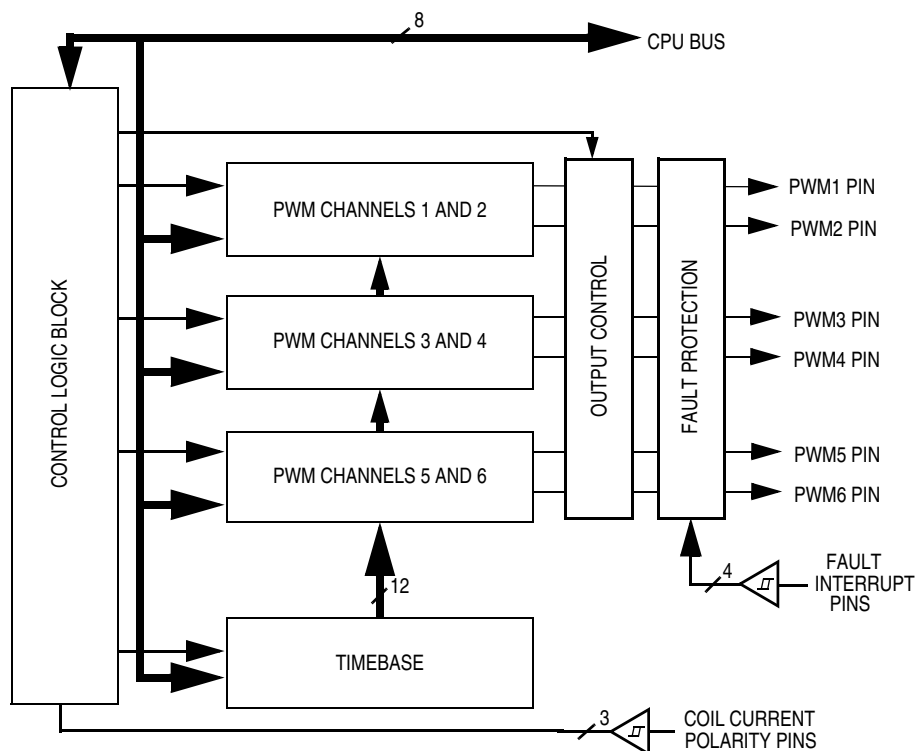 8
CPU BUS
CONTROL LOGIC BLOCK
PWM CHANNELS 1 AND 2
PWM CHANNELS 3 AND 4
PWM CHANNELS 5 AND 6
OUTPUT CONTROL
FAULT PROTECTION
PWM1 PIN
PWM2 PIN
PWM3 PIN
PWM4 PIN
PWM5 PIN
PWM6 PIN
4
FAULT
INTERRUPT
PINS
12
TIMEBASE
3
COIL CURRENT
POLARITY PINS